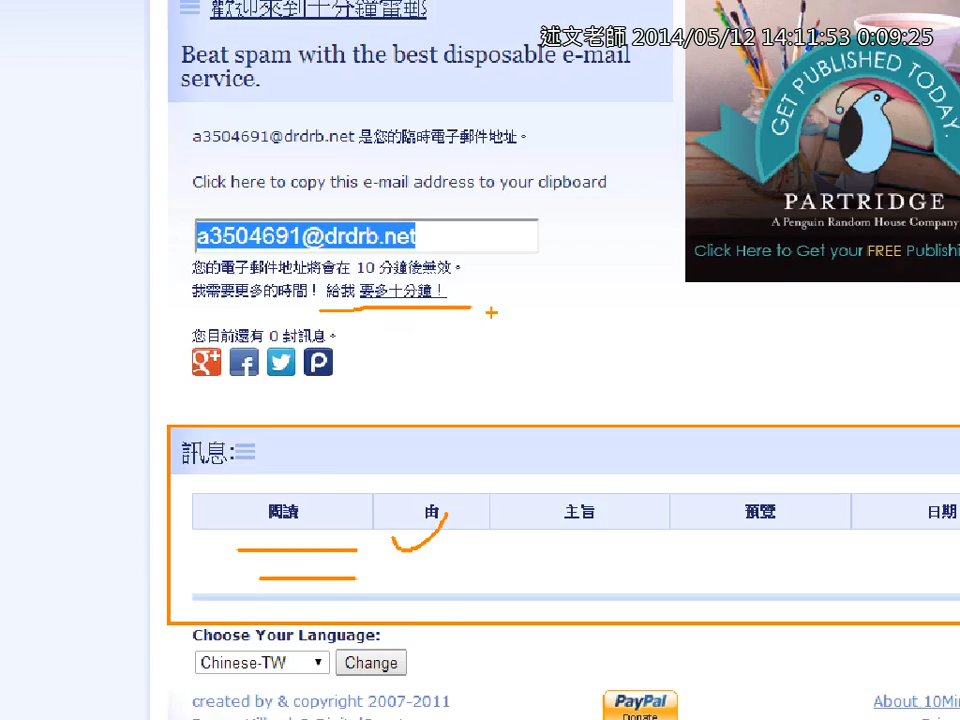 歡迎來到十分鐘電郵
述文老師 2014/05/12 14:11:53 0:09:25
Beat spam with the best disposable e-mail
service.
GET PUBLISHED TODAY.
a3504691@drdrb.net 是您的臨時電子郵件地址。
Click here to copy this e-mail address to your clipboard
PARTRIDGE
A Penguin Random House Company
a3504691@drdrb.net
Click Here to Get your FREE Publishi
您的電子郵件地址將會在 10 分鐘後無效。
我需要更多的時間！ 給我 要多十分鐘！
您目前還有 0 封訊息。
訊息:
閱讀 由 主旨 預覽 日期
Choose Your Language:
Chinese-TW Change
created by & copyright 2007-2011
PayPal
Donate
About 10Mi